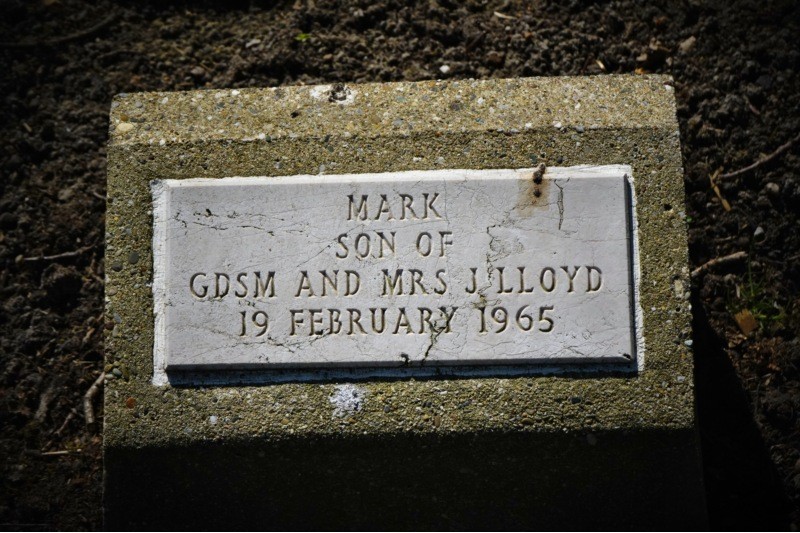 MARK
SON OF
GDSM AND MRS J. LLOYD
19 FEBRUARY 1965